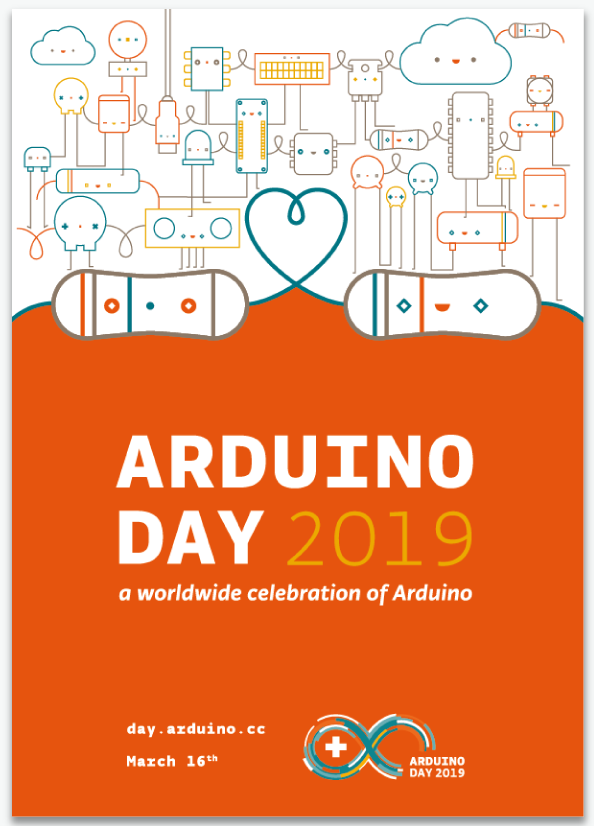 ARDUINO
DAY 2019
a worldwide celebration of Arduino
day.arduino.cc
March 16th
ARDUINO
DAY 2019